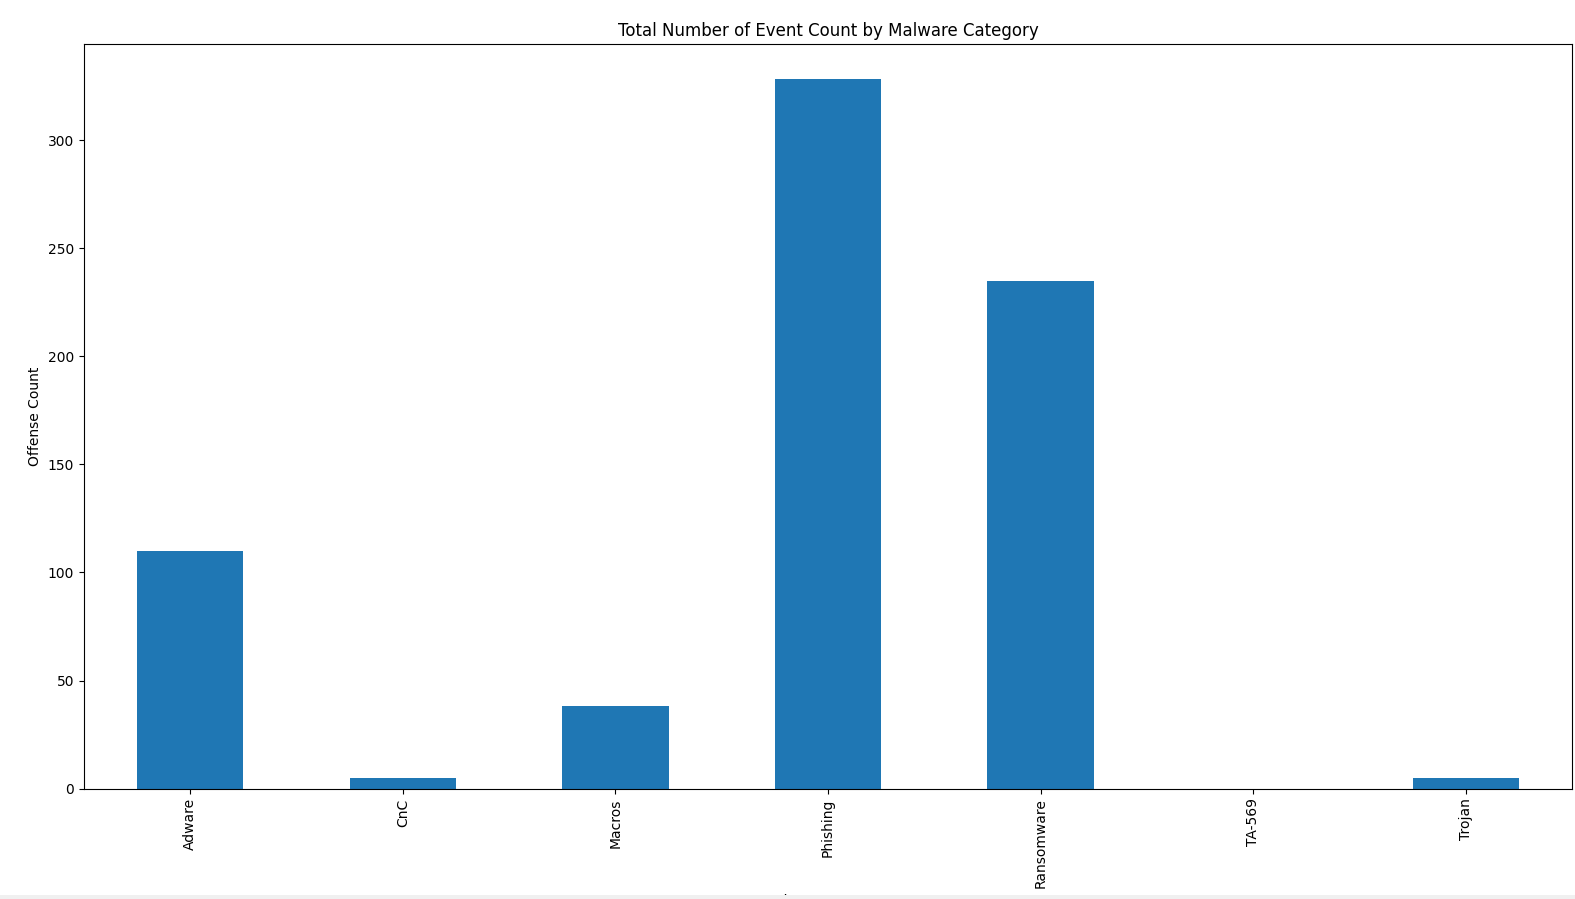 Total Number of Event Count by Malware Category
Offense Count
300
250
200
150
100
50
0
Adware
CnC
Macros
Phishing
Ransomware
TA-569
Trojan